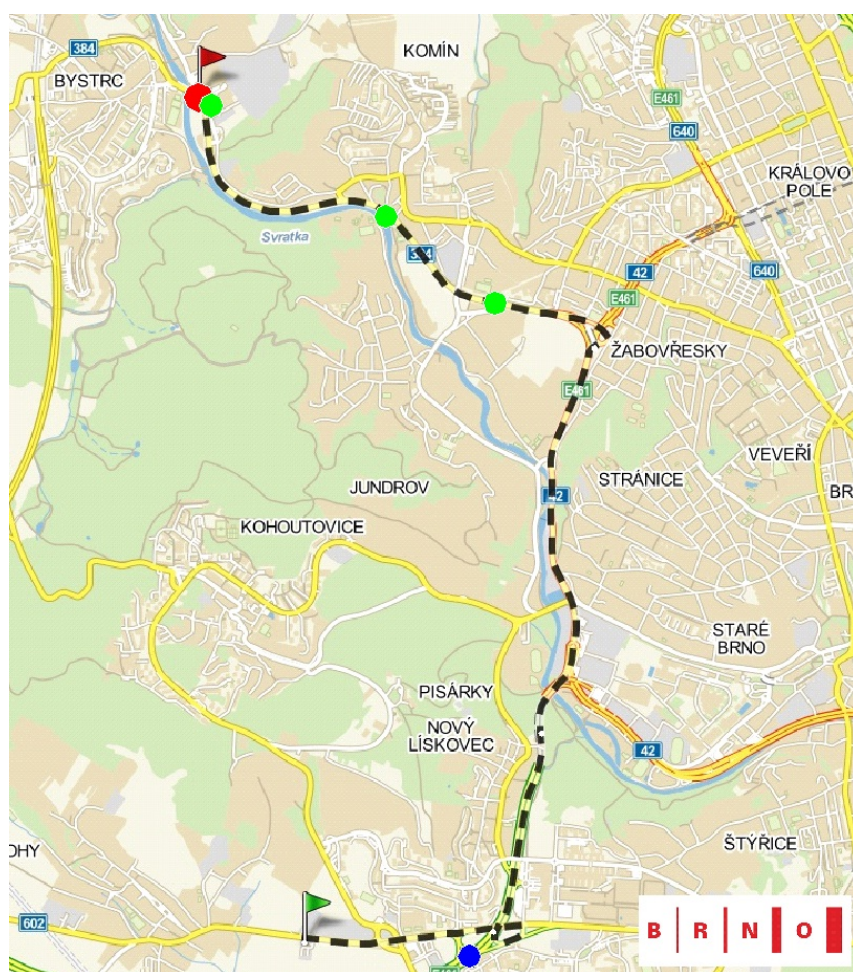 384
KOMÍN
BYSTRC
E461
640
KRÁLOVO
POLE
Svratka
42
640
E461
ŽABOVŘESKY
E461
VEVEŘÍ
STRÁNICE
JUNDROV
42
BR
KOHOUTOVICE
STARÉ
BRNO
PISÁRKY
NOVÝ
LÍSKOVEC
42
ŠTÝŘICE
OHY
602
BRNO